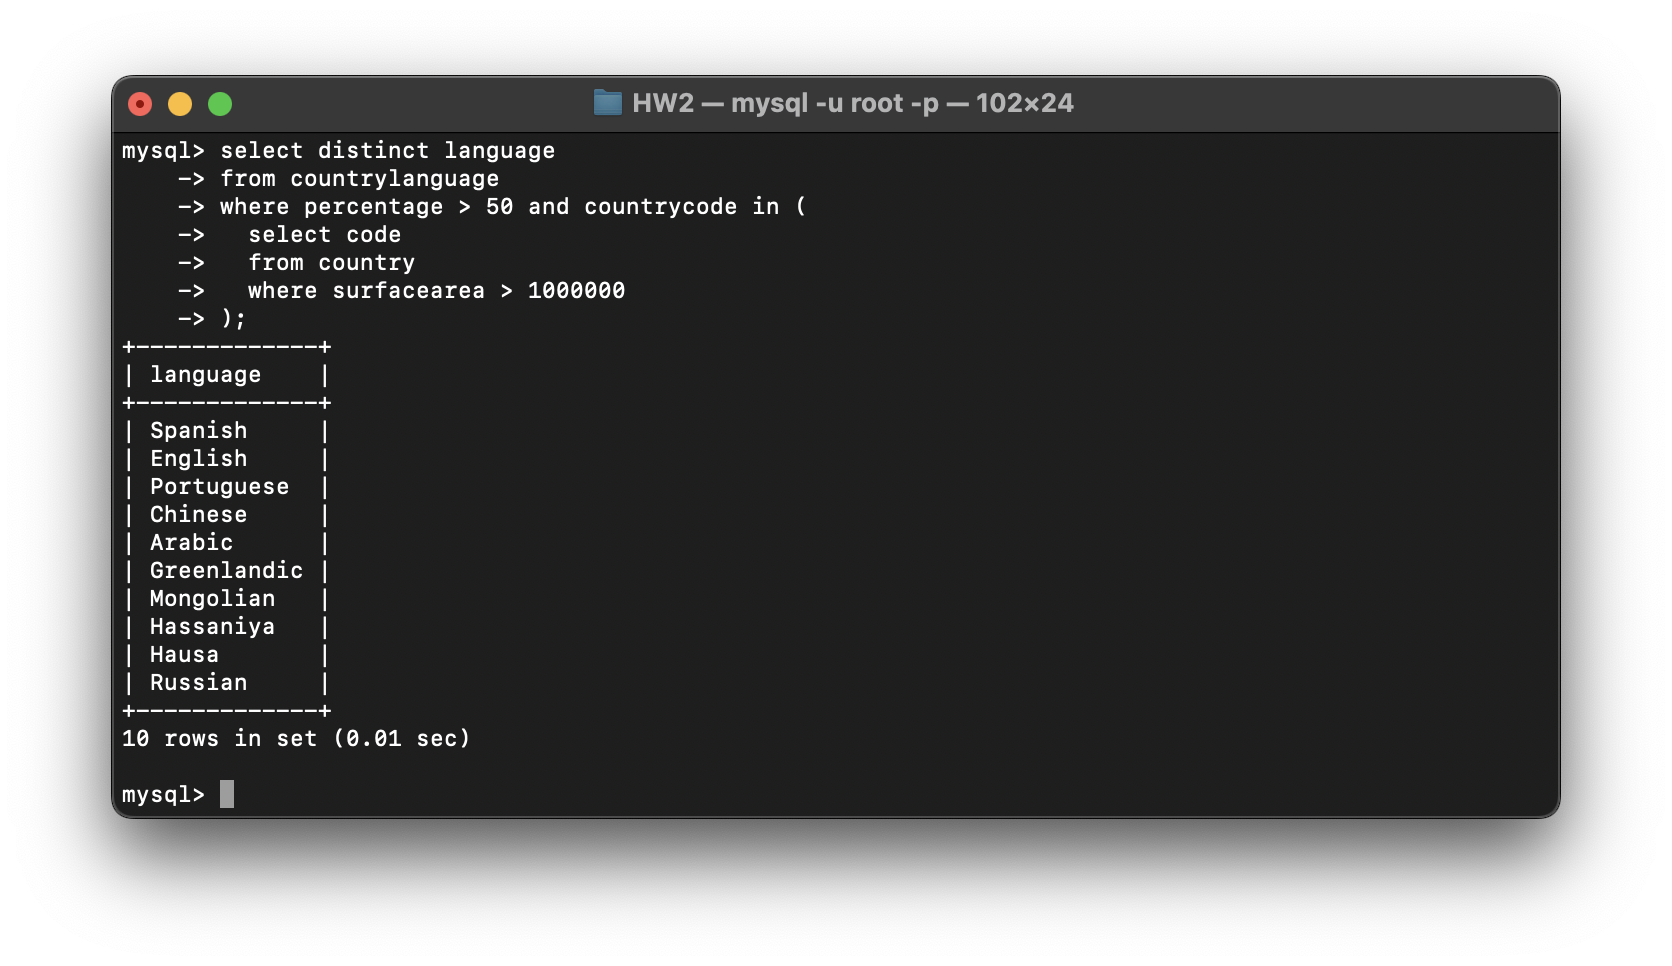 HW2 — mysql -u root -p — 102×24
mysql> select distinct language
    -> from countrylanguage
    -> where percentage > 50 and countrycode in (
    ->   select code
    ->   from country
    ->   where surfacearea > 1000000
    -> );
+-------------+
| language    |
+-------------+
| Spanish     |
| English     |
| Portuguese  |
| Chinese     |
| Arabic      |
| Greenlandic |
| Mongolian   |
| Hassaniya   |
| Hausa       |
| Russian     |
+-------------+
10 rows in set (0.01 sec)
mysql>